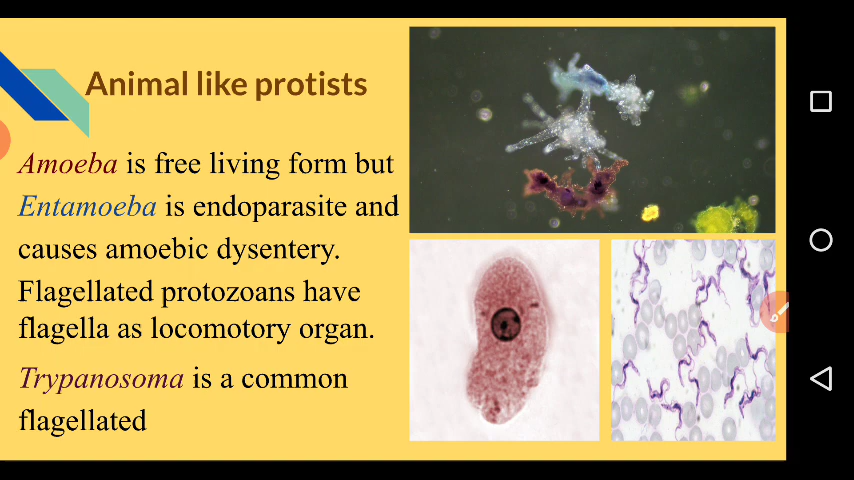 Animal like protists
Amoeba is free living form but
Entamoeba is endoparasite and
causes amoebic dysentery.
Flagellated protozoans have
flagella as locomotory organ.
Trypanosoma is a common
flagellated